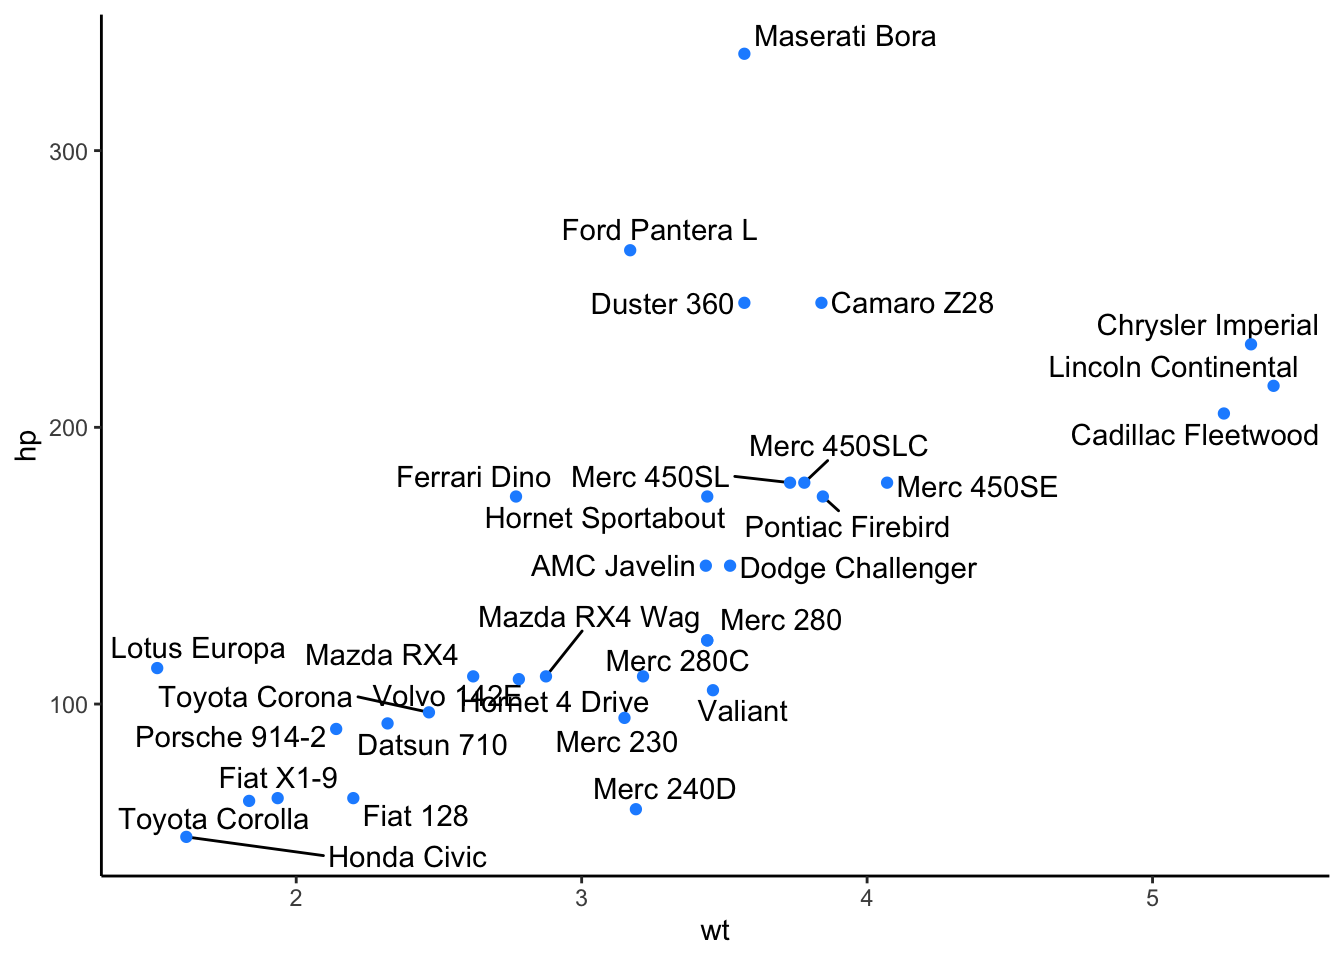 Maserati Bora
300
Ford Pantera L
Duster 360
Camaro Z28
Chrysler Imperial
Lincoln Continental
hp
200
Cadillac Fleetwood
Merc 450SLC
Ferrari Dino
Merc 450SL
Merc 450SE
Hornet Sportabout
Pontiac Firebird
AMC Javelin
Dodge Challenger
Mazda RX4 Wag
Merc 280
Lotus Europa
Mazda RX4
Merc 280C
Toyota Corona
Volvo 142E
Hornet 4 Drive
100
Valiant
Porsche 914-2
Datsun 710
Merc 230
Fiat X1-9
Merc 240D
Toyota Corolla
Fiat 128
Honda Civic
2
3
4
5
wt